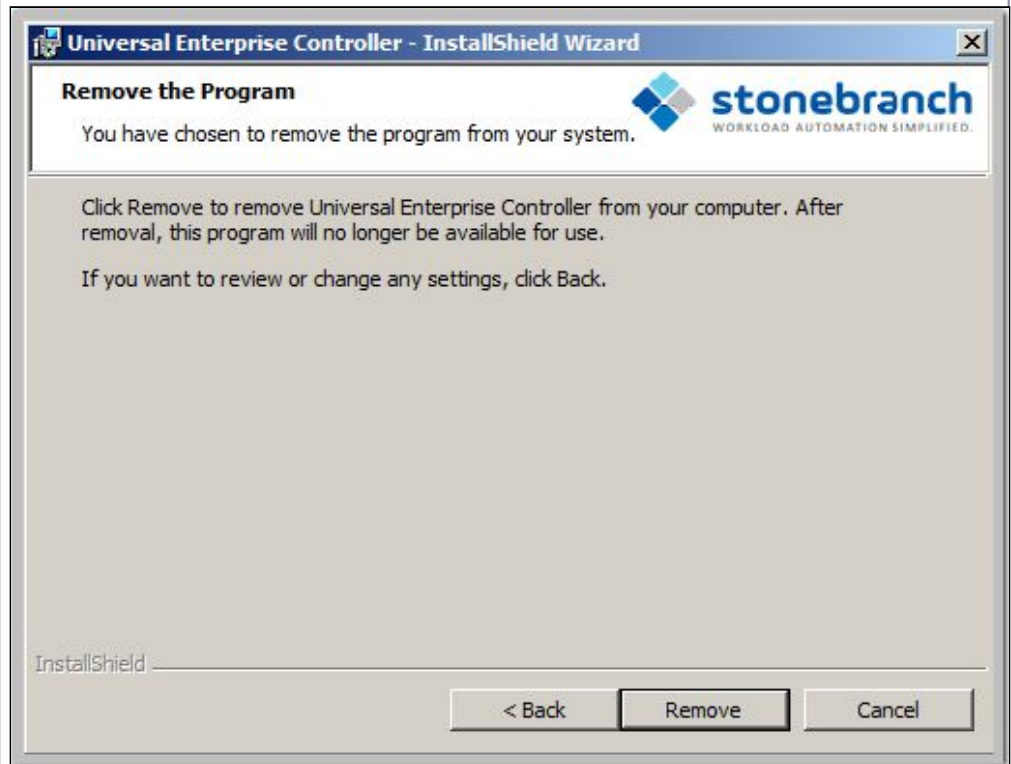 Universal Enterprise Controller - InstallShield Wizard
Remove the Program
You have chosen to remove the program from your system.
stonebranch
WORKLOAD AUTOMATION SIMPLIFIED.
Click Remove to remove Universal Enterprise Controller from your computer. After
removal, this program will no longer be available for use.
If you want to review or change any settings, click Back.
InstallShield
< Back
Remove
Cancel